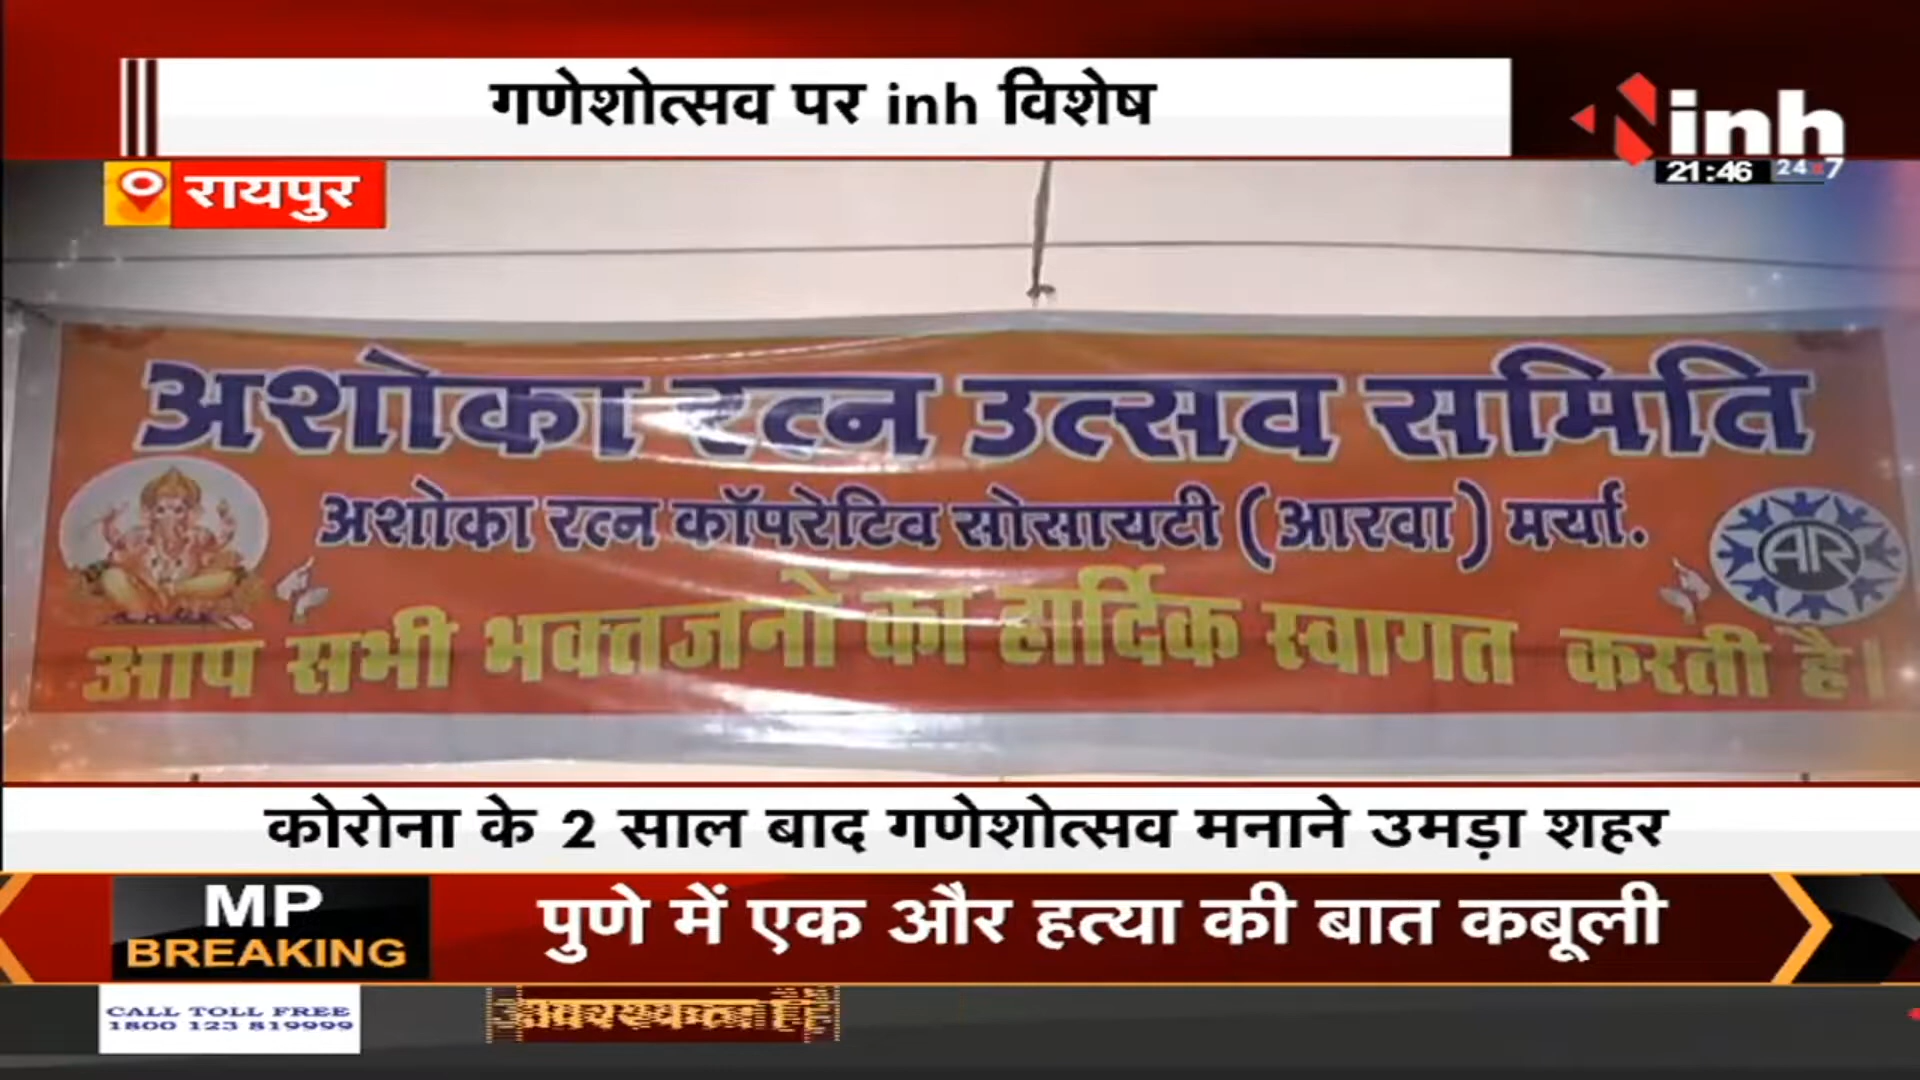 गणेशोत्सव पर inh विशेष
inh
21:46 24x7
रायपुर
अशोका रत्न उत्सव समिति
अशोका रत्न कॉपरेटिव सोसायटी (आरवा) मर्या.
AR
आप सभी भक्तजनों का हार्दिक स्वागत करती है।
कोरोना के 2 साल बाद गणेशोत्सव मनाने उमड़ा शहर
MP
BREAKING
पुणे में एक और हत्या की बात कबूली
CALL TOLL FREE
1800 123 819999